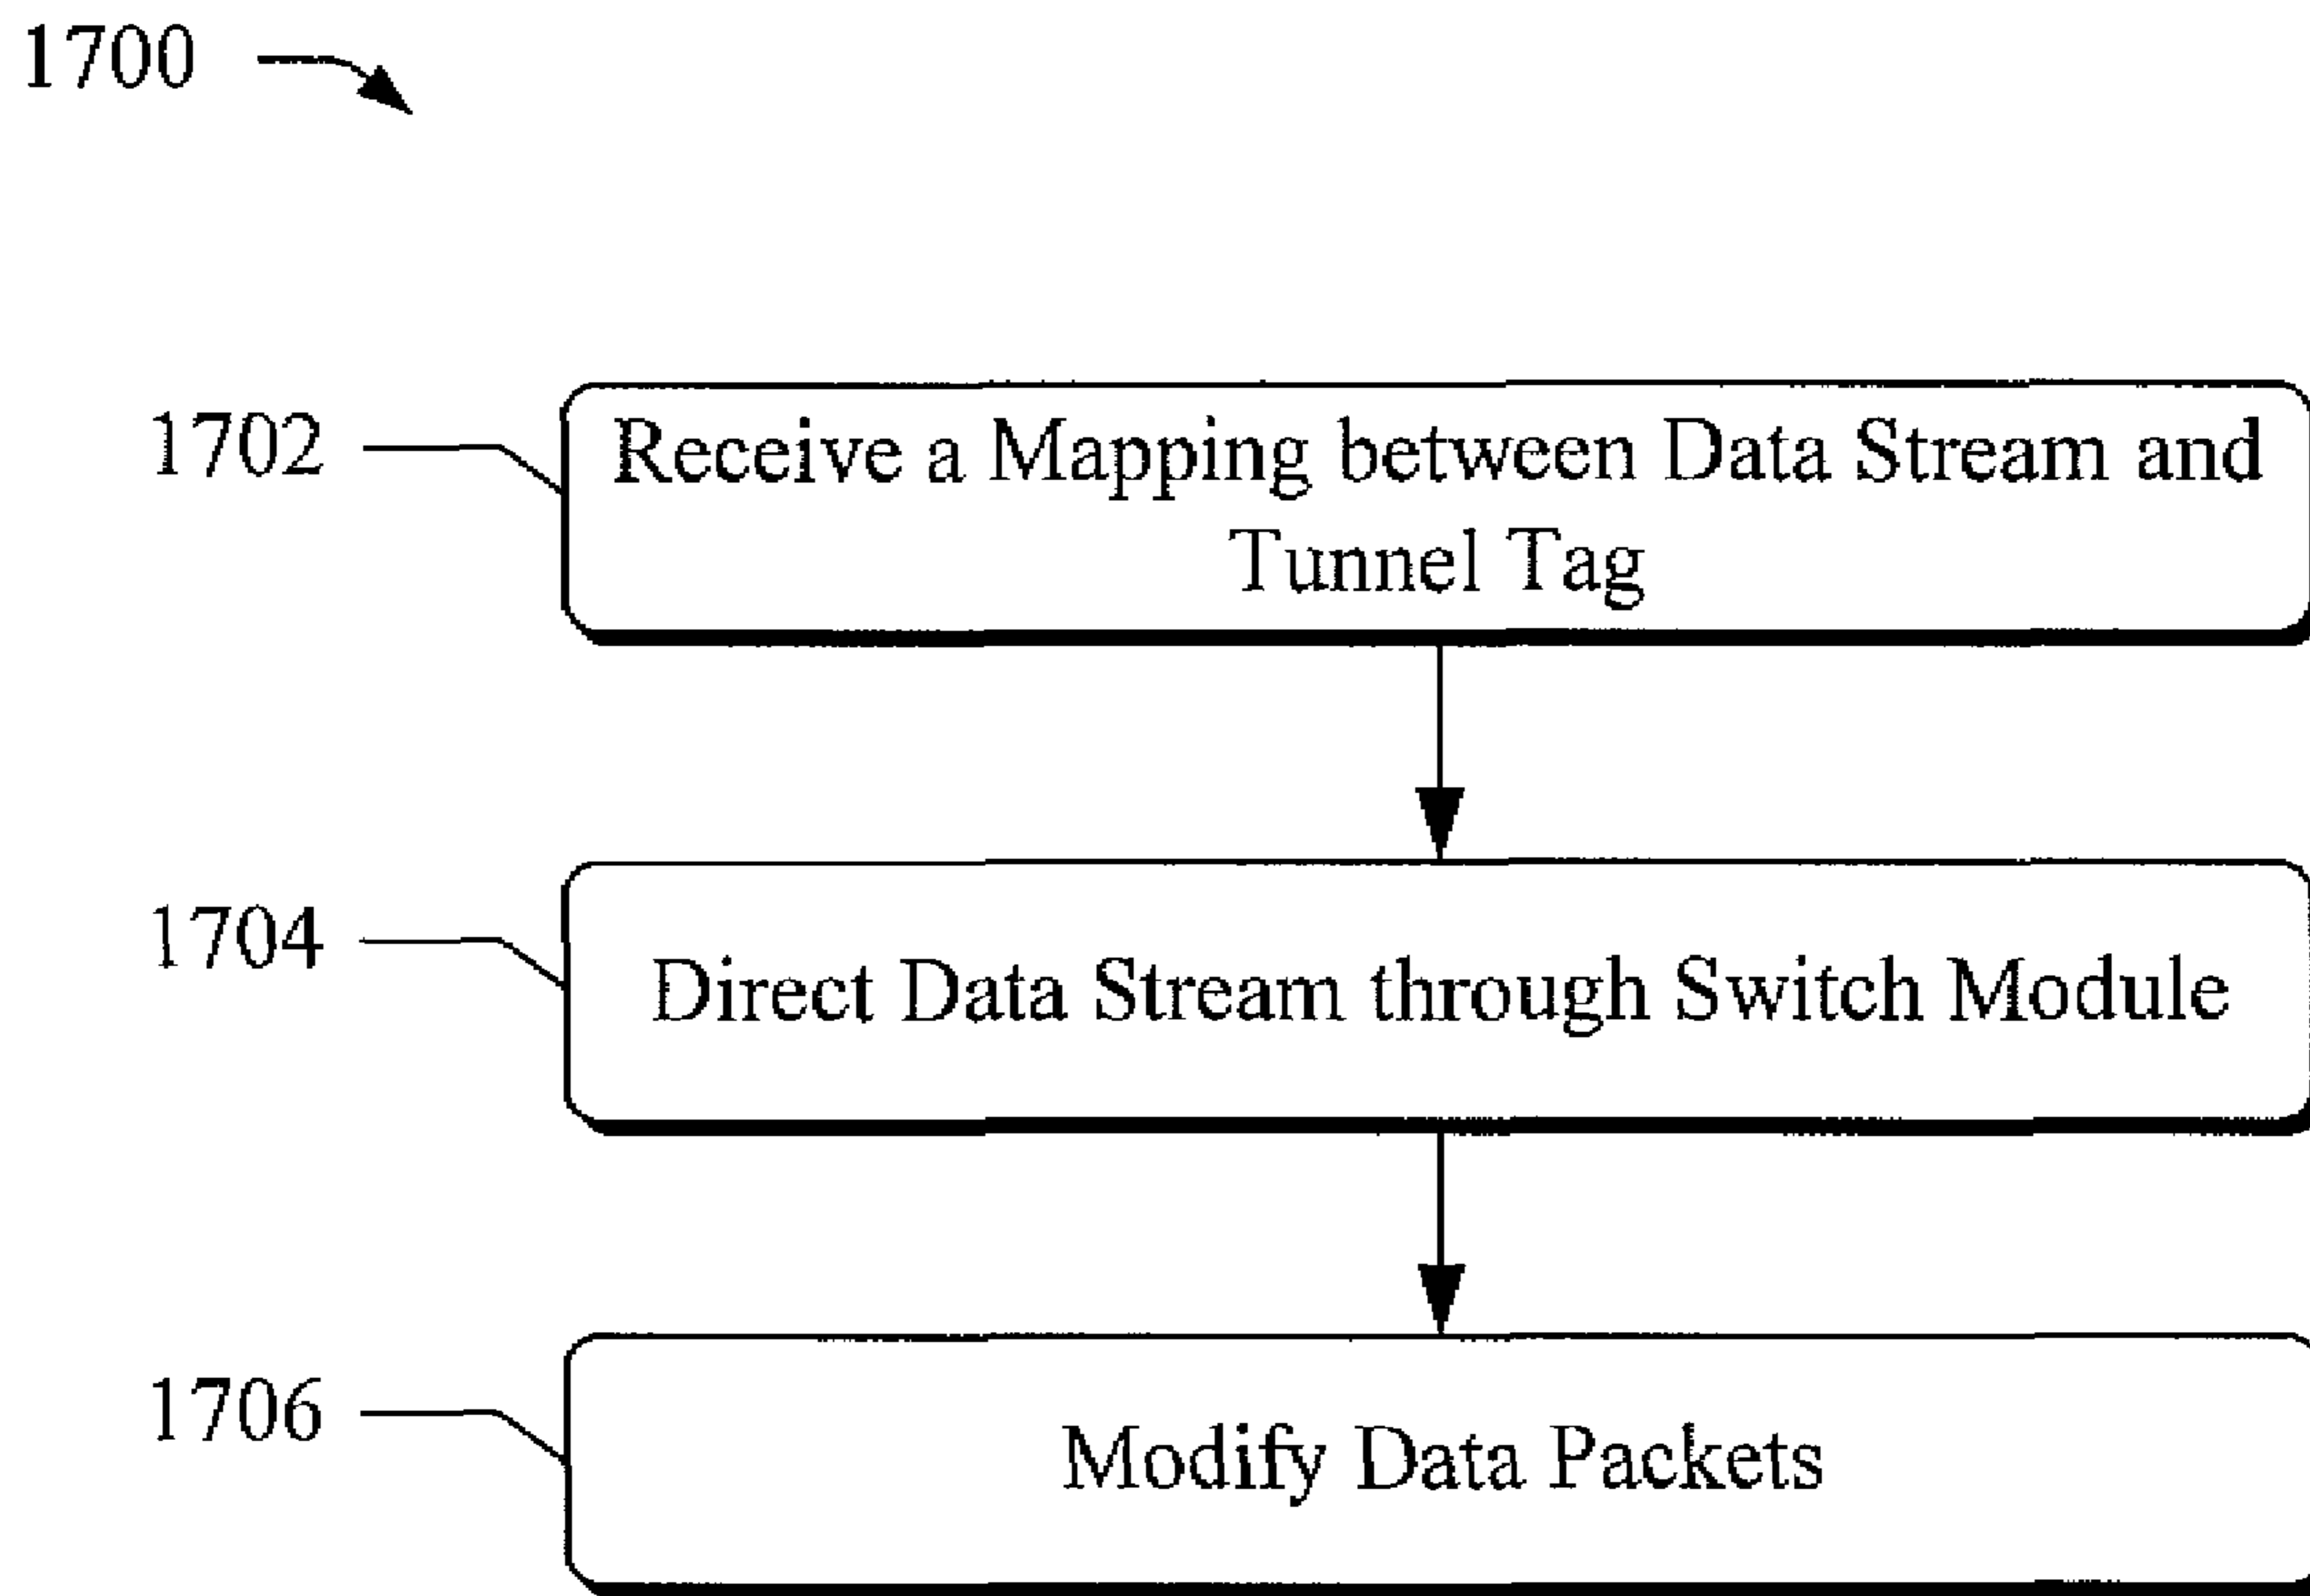 1700
1702
Receive a Mapping between Data Stream and
Tunnel Tag
1704
Direct Data Stream through Switch Module
1706
Modify Data Packets